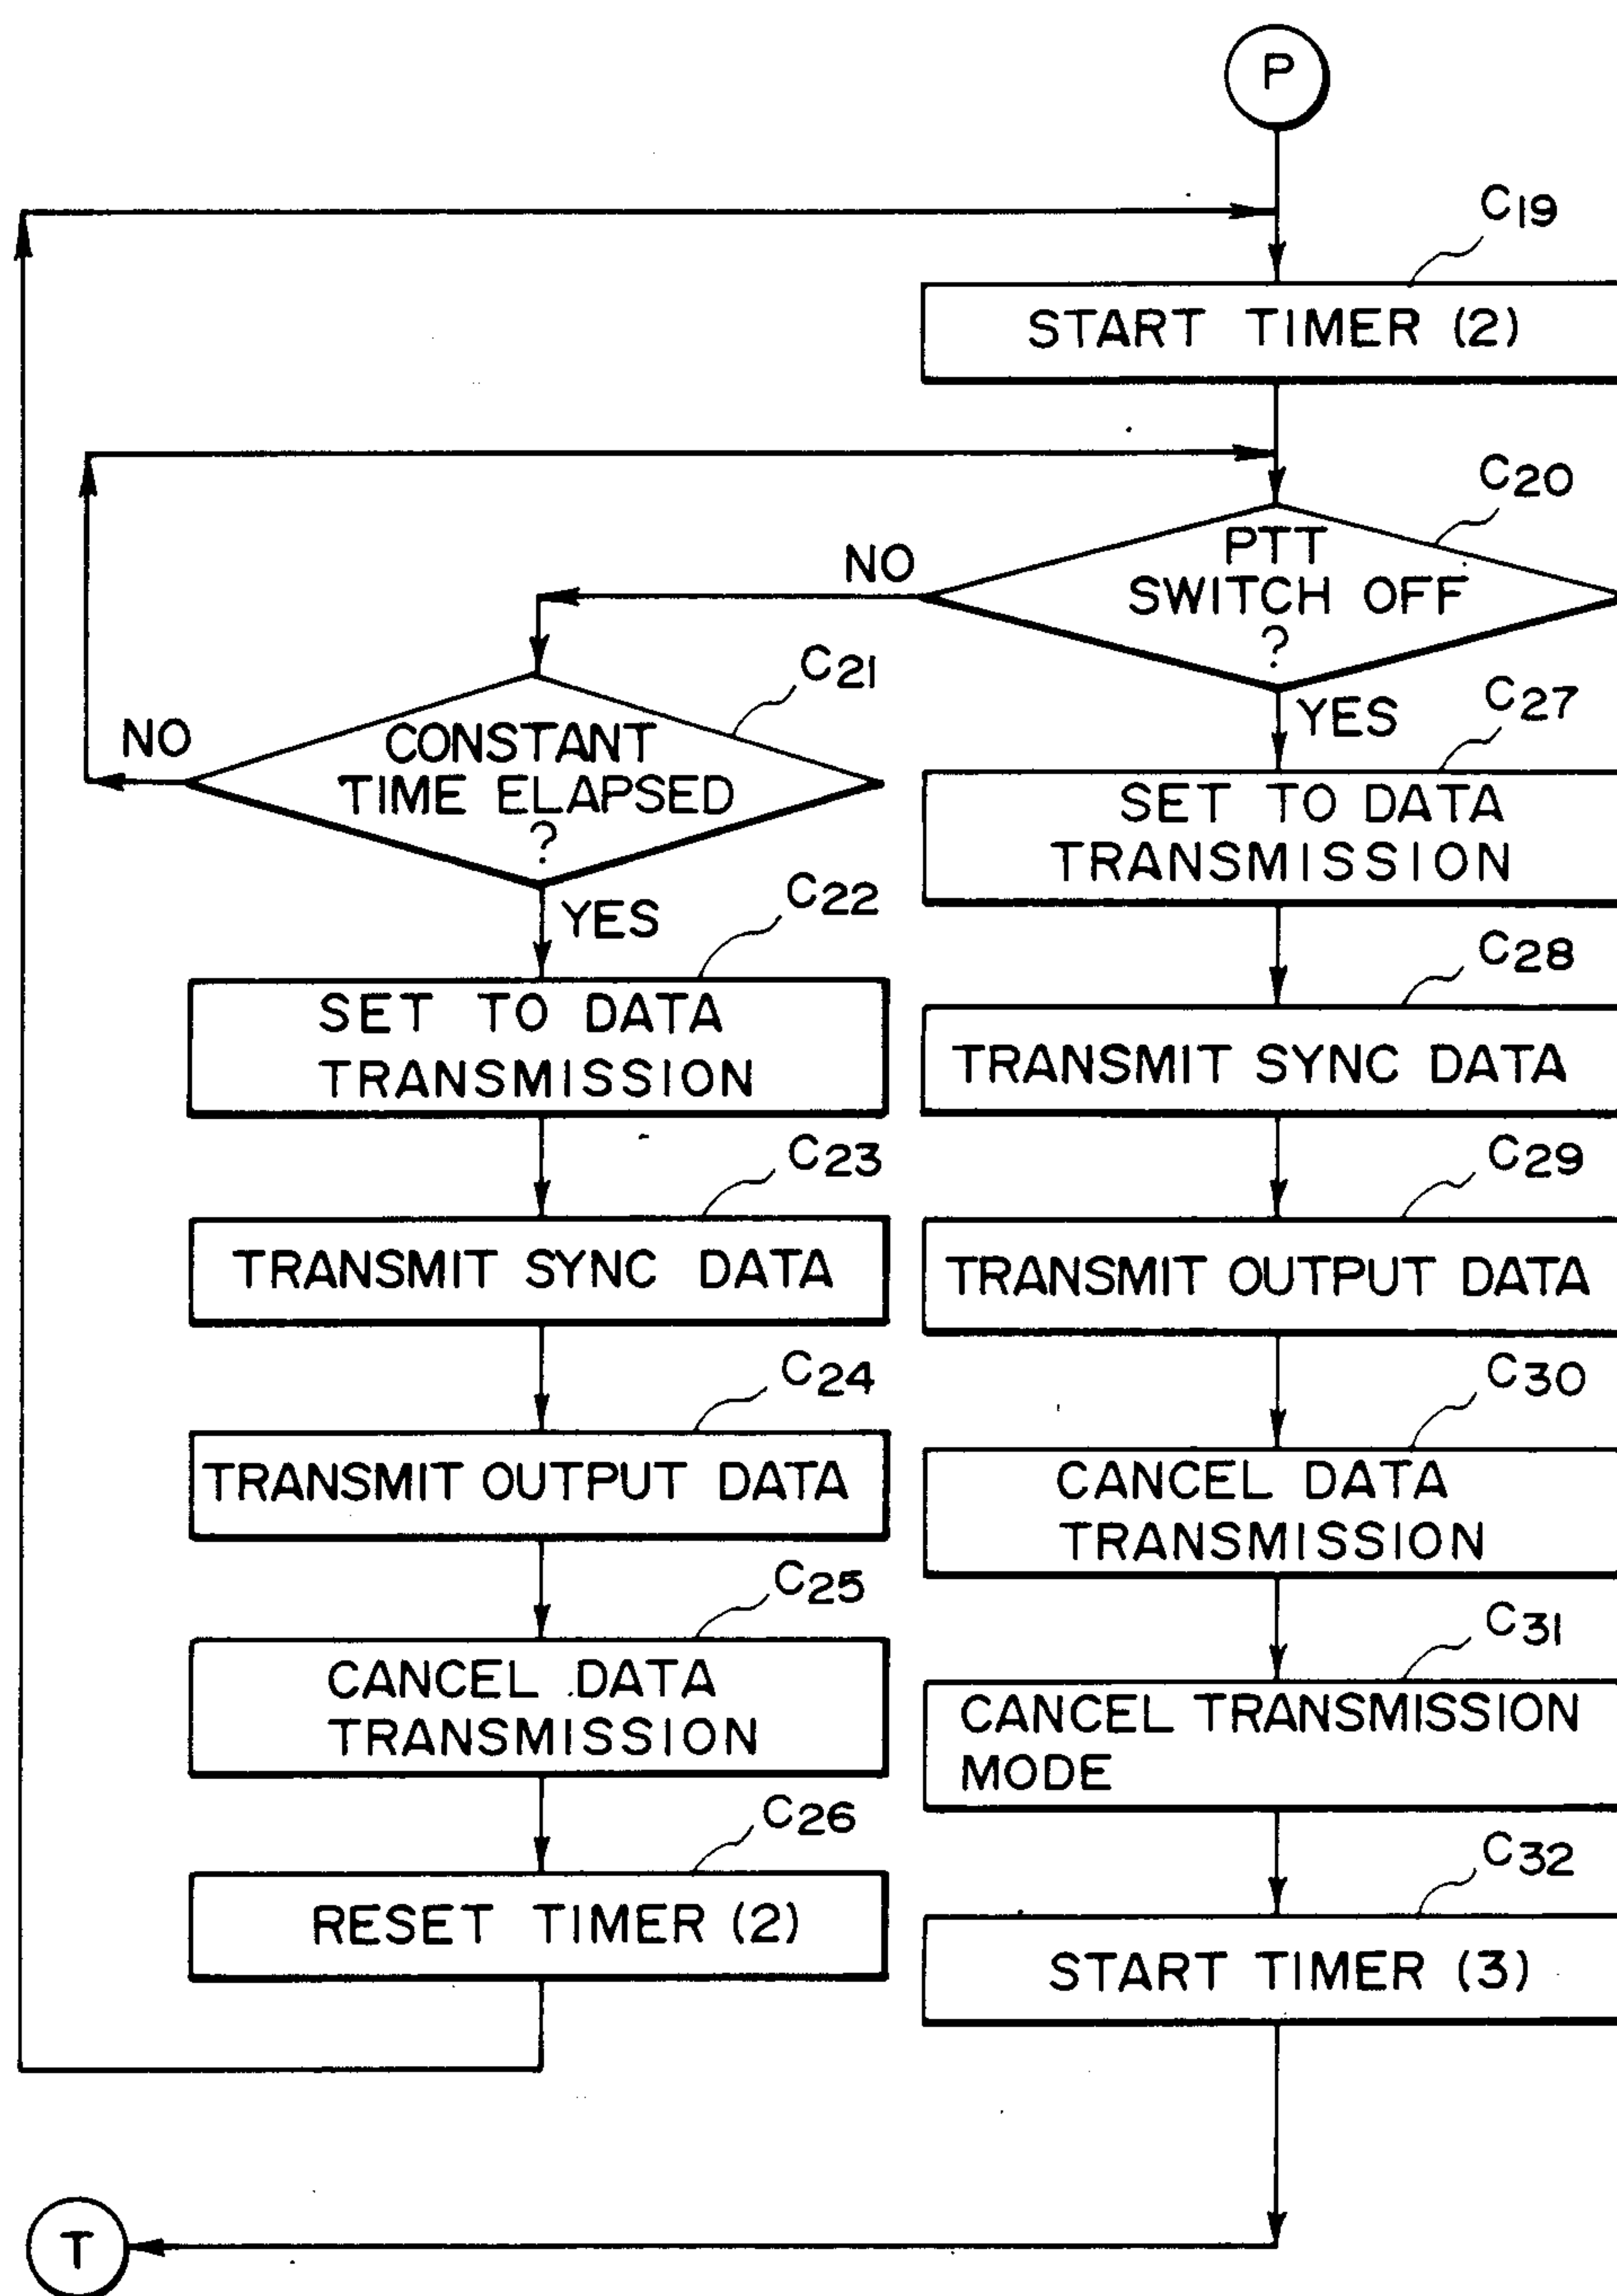 P
C19
START TIMER (2)
C20
PTT
SWITCH OFF
?
NO
YES
C21
CONSTANT
TIME ELAPSED
?
NO
YES
C22
SET TO DATA
TRANSMISSION
C23
TRANSMIT SYNC DATA
C24
TRANSMIT OUTPUT DATA
C25
CANCEL DATA
TRANSMISSION
C26
RESET TIMER (2)
C27
SET TO DATA
TRANSMISSION
C28
TRANSMIT SYNC DATA
C29
TRANSMIT OUTPUT DATA
C30
CANCEL DATA
TRANSMISSION
C31
CANCEL TRANSMISSION
MODE
C32
START TIMER (3)
T